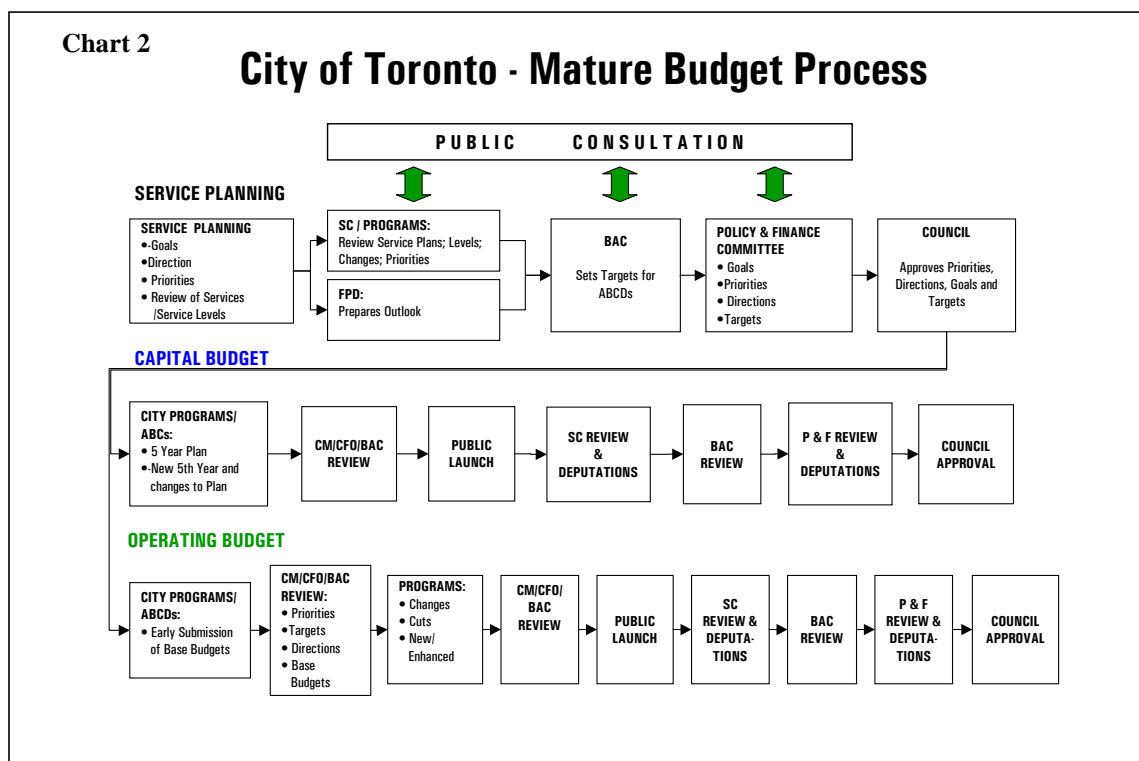 Chart 2
City of Toronto - Mature Budget Process
PUBLIC CONSULTATION
SERVICE PLANNING
SERVICE PLANNING
•-Goals
•Direction
• Priorities
• Review of Services
/Service Levels
SC / PROGRAMS:
Review Service Plans; Levels;
Changes; Priorities
FPD:
Prepares Outlook
BAC
Sets Targets for
ABCDs
POLICY & FINANCE
COMMITTEE
• Goals
•Priorities
• Directions
•Targets
COUNCIL
Approves Priorities,
Directions, Goals and
Targets
CAPITAL BUDGET
CITY PROGRAMS/
ABCs:
• 5 Year Plan
•-New 5th Year and
changes to Plan
CM/CFO/BAC
REVIEW
PUBLIC
LAUNCH
SC REVIEW
&
DEPUTATIONS
BAC
REVIEW
P & F REVIEW
&
DEPUTATIONS
COUNCIL
APPROVAL
OPERATING BUDGET
CITY PROGRAMS/
ABCDs:
• Early Submission
of Base Budgets
CM/CFO/BAC
REVIEW:
• Priorities
•Targets
• Directions
• Base
Budgets
PROGRAMS:
• Changes
• Cuts
• New/
Enhanced
CM/CFO/
BAC
REVIEW
PUBLIC
LAUNCH
SC
REVIEW &
DEPUTA-
TIONS
BAC
REVIEW
P & F
REVIEW &
DEPUTA-
TIONS
COUNCIL
APPROVAL